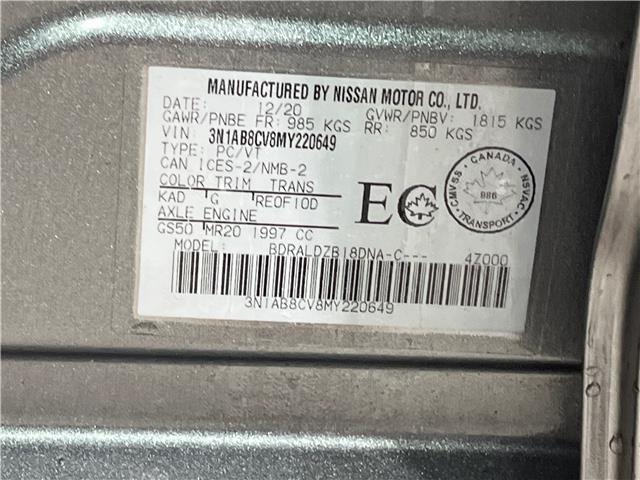 MANUFACTURED BY NISSAN MOTOR CO., LTD.
DATE: 12/20 GVWR/PNBV: 1815 KGS
GAWR/PNBE FR: 985 KGS RR: 850 KGS
VIN: 3N1AB8CV8MY220649
TYPE: PC/VT
CAN ICES-2/NMB-2
COLOR TRIM TRANS
KAD G RE0F10D
AXLE ENGINE
GS50 MR20 1997 CC
EC
CANADA
CMVSS NSVAC
986
TRANSPORT
MODEL: BDRALDZB18DNA-C--- 4Z000
3N1AB8CV8MY220649